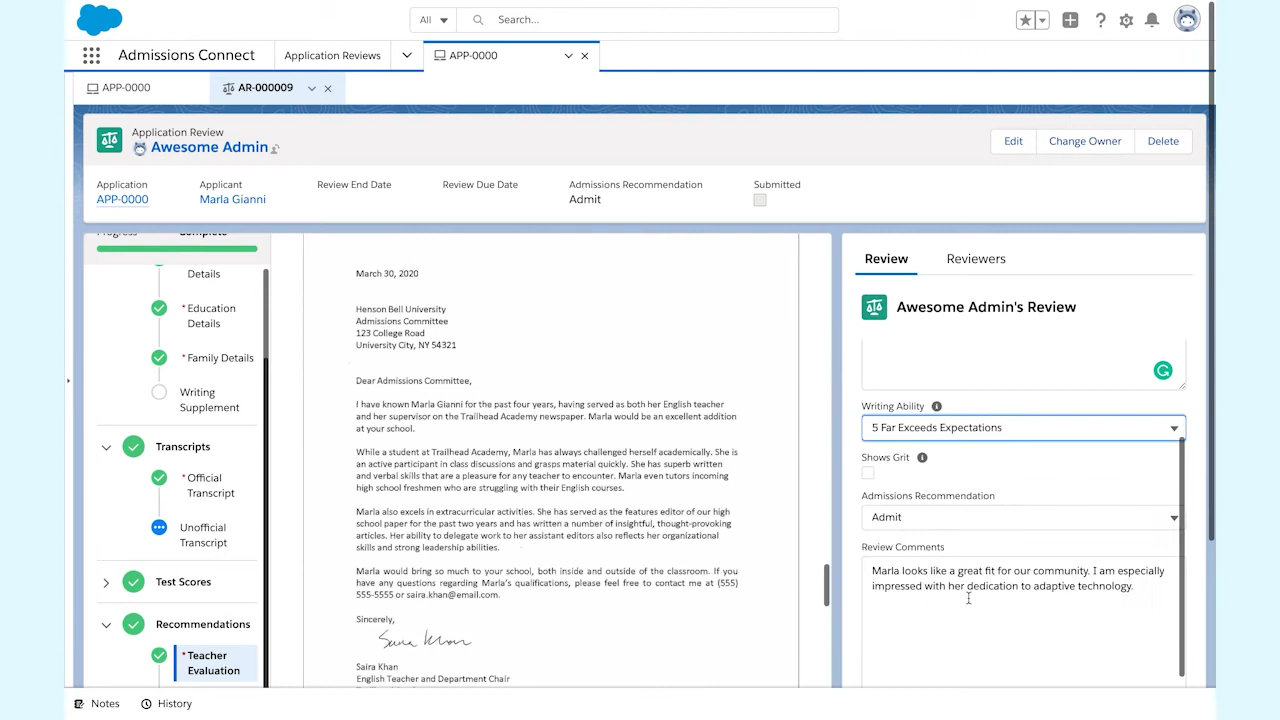 All
Search...
Admissions Connect
Application Reviews
APP-0000
APP-0000
AR-000009
Application Review
Awesome Admin
Edit
Change Owner
Delete
Application
Applicant
Review End Date
Review Due Date
Admissions Recommendation
Submitted
APP-0000
Marla Gianni
Admit
Progress
Complete
Details
* Education
Details
* Family Details
Writing
Supplement
Transcripts
* Official
Transcript
Unofficial
Transcript
Test Scores
Recommendations
* Teacher
Evaluation
March 30, 2020
Henson Bell University
Admissions Committee
123 College Road
University City, NY 54321
Dear Admissions Committee,
I have known Marla Gianni for the past four years, having served as both her English teacher
and her supervisor on the Trailhead Academy newspaper. Marla would be an excellent addition
at your school.
While a student at Trailhead Academy, Marla has always challenged herself academically. She is
an active participant in class discussions and grasps material quickly. She has superb written
and verbal skills that are a pleasure for any teacher to encounter. Marla even tutors incoming
high school freshmen who are struggling with their English courses.
Marla also excels in extracurricular activities. She has served as the features editor of our high
school paper for the past two years and has written a number of insightful, thought-provoking
articles. Her ability to delegate work to her assistant editors also reflects her organizational
skills and strong leadership abilities.
Marla would bring so much to your school, both inside and outside of the classroom. If you
have any questions regarding Marla's qualifications, please feel free to contact me at (555)
555-5555 or saira.khan@email.com.
Sincerely,
Saira Khan
Saira Khan
English Teacher and Department Chair
Review
Reviewers
Awesome Admin's Review
Writing Ability
5 Far Exceeds Expectations
Shows Grit
Admissions Recommendation
Admit
Review Comments
Marla looks like a great fit for our community. I am especially
impressed with her dedication to adaptive technology.
Notes
History